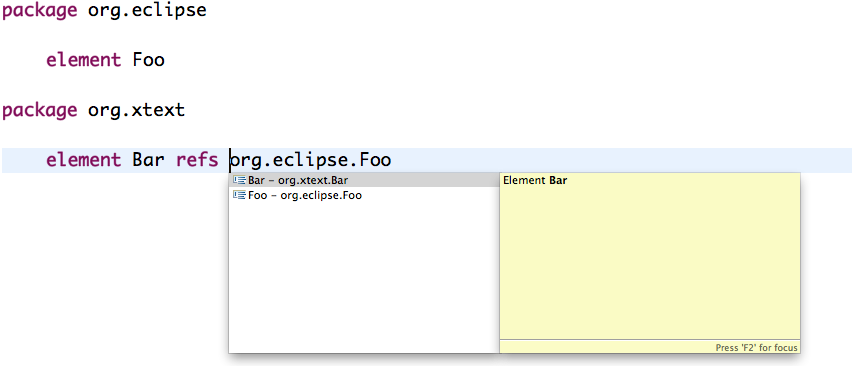 package org.eclipse
element Foo
package org.xtext
element Bar refs org.eclipse.Foo
Bar – org.xtext.Bar
Foo – org.eclipse.Foo
Element Bar
Press 'F2' for focus